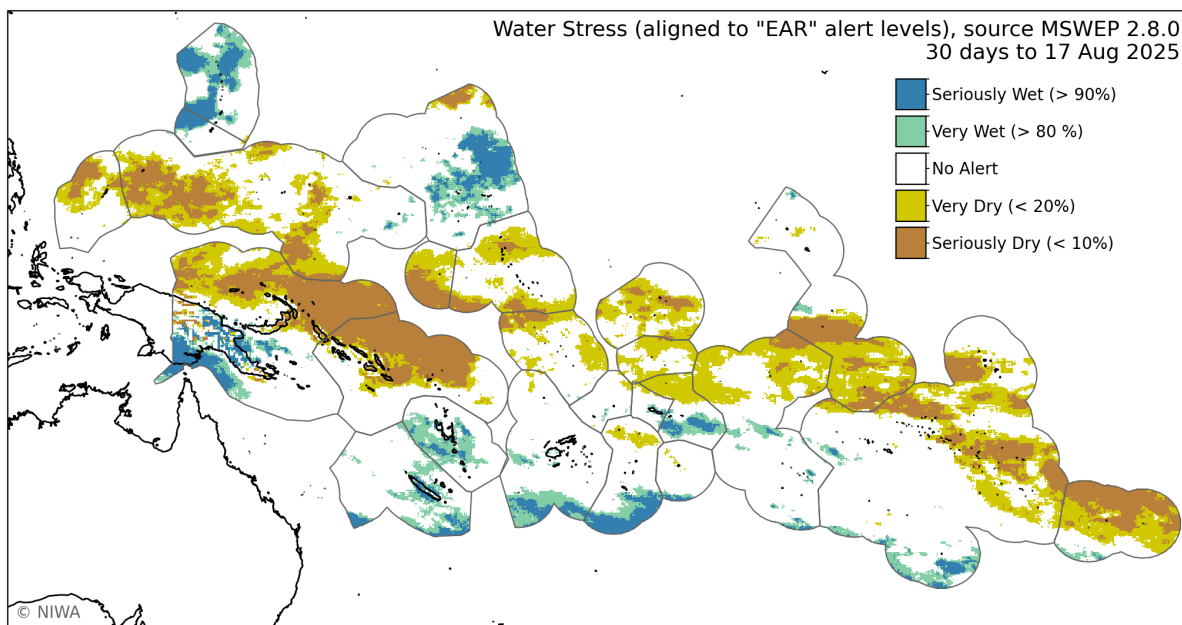 Water Stress (aligned to "EAR" alert levels), source MSWEP 2.8.0
30 days to 17 Aug 2025
Seriously Wet (> 90%)
Very Wet (> 80 %)
No Alert
Very Dry (< 20%)
Seriously Dry (< 10%)
© NIWA